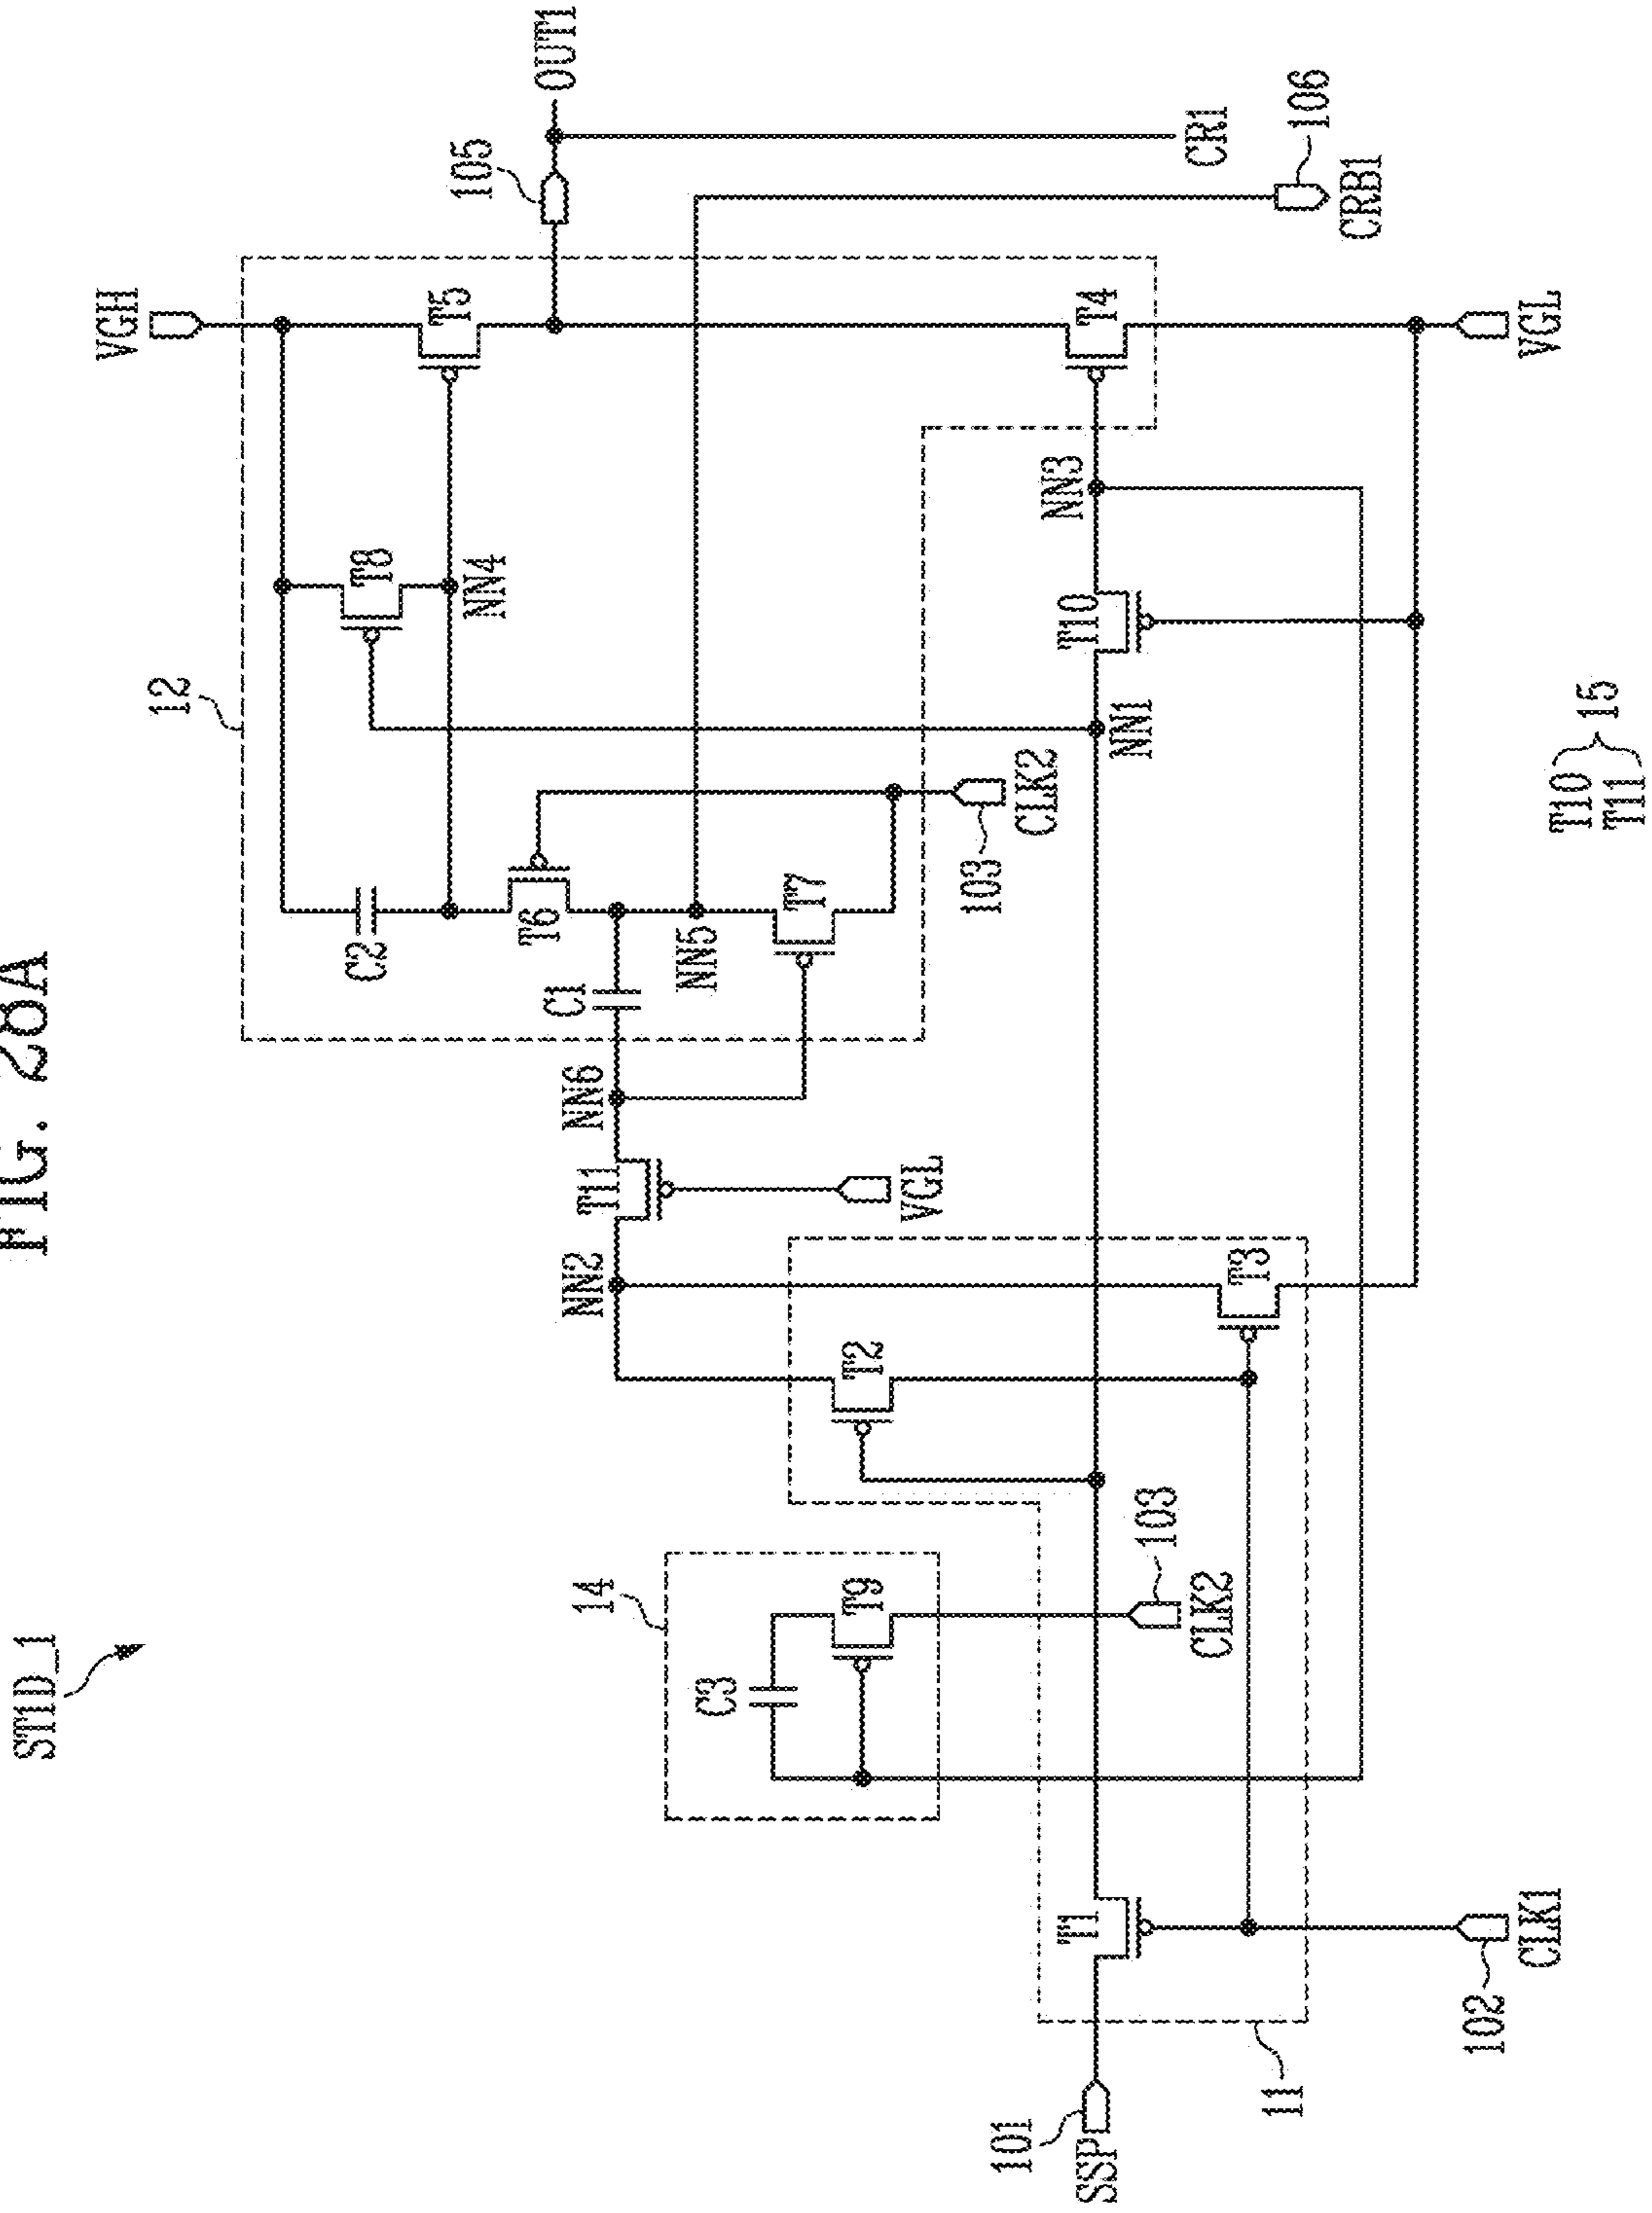 FIG. 28A
ST1D_1
12
VGH
C2
T8
T5
105
OUT1
NN4
T6
C1
NN5
T7
103
CLK2
NN6
T11
NN2
VGL
14
C3
T9
103
CLK2
T2
T3
NN1
T10
NN3
T4
CR1
106
CRB1
101
SSP
T1
11
102
CLK1
VGL
T10
T11
15